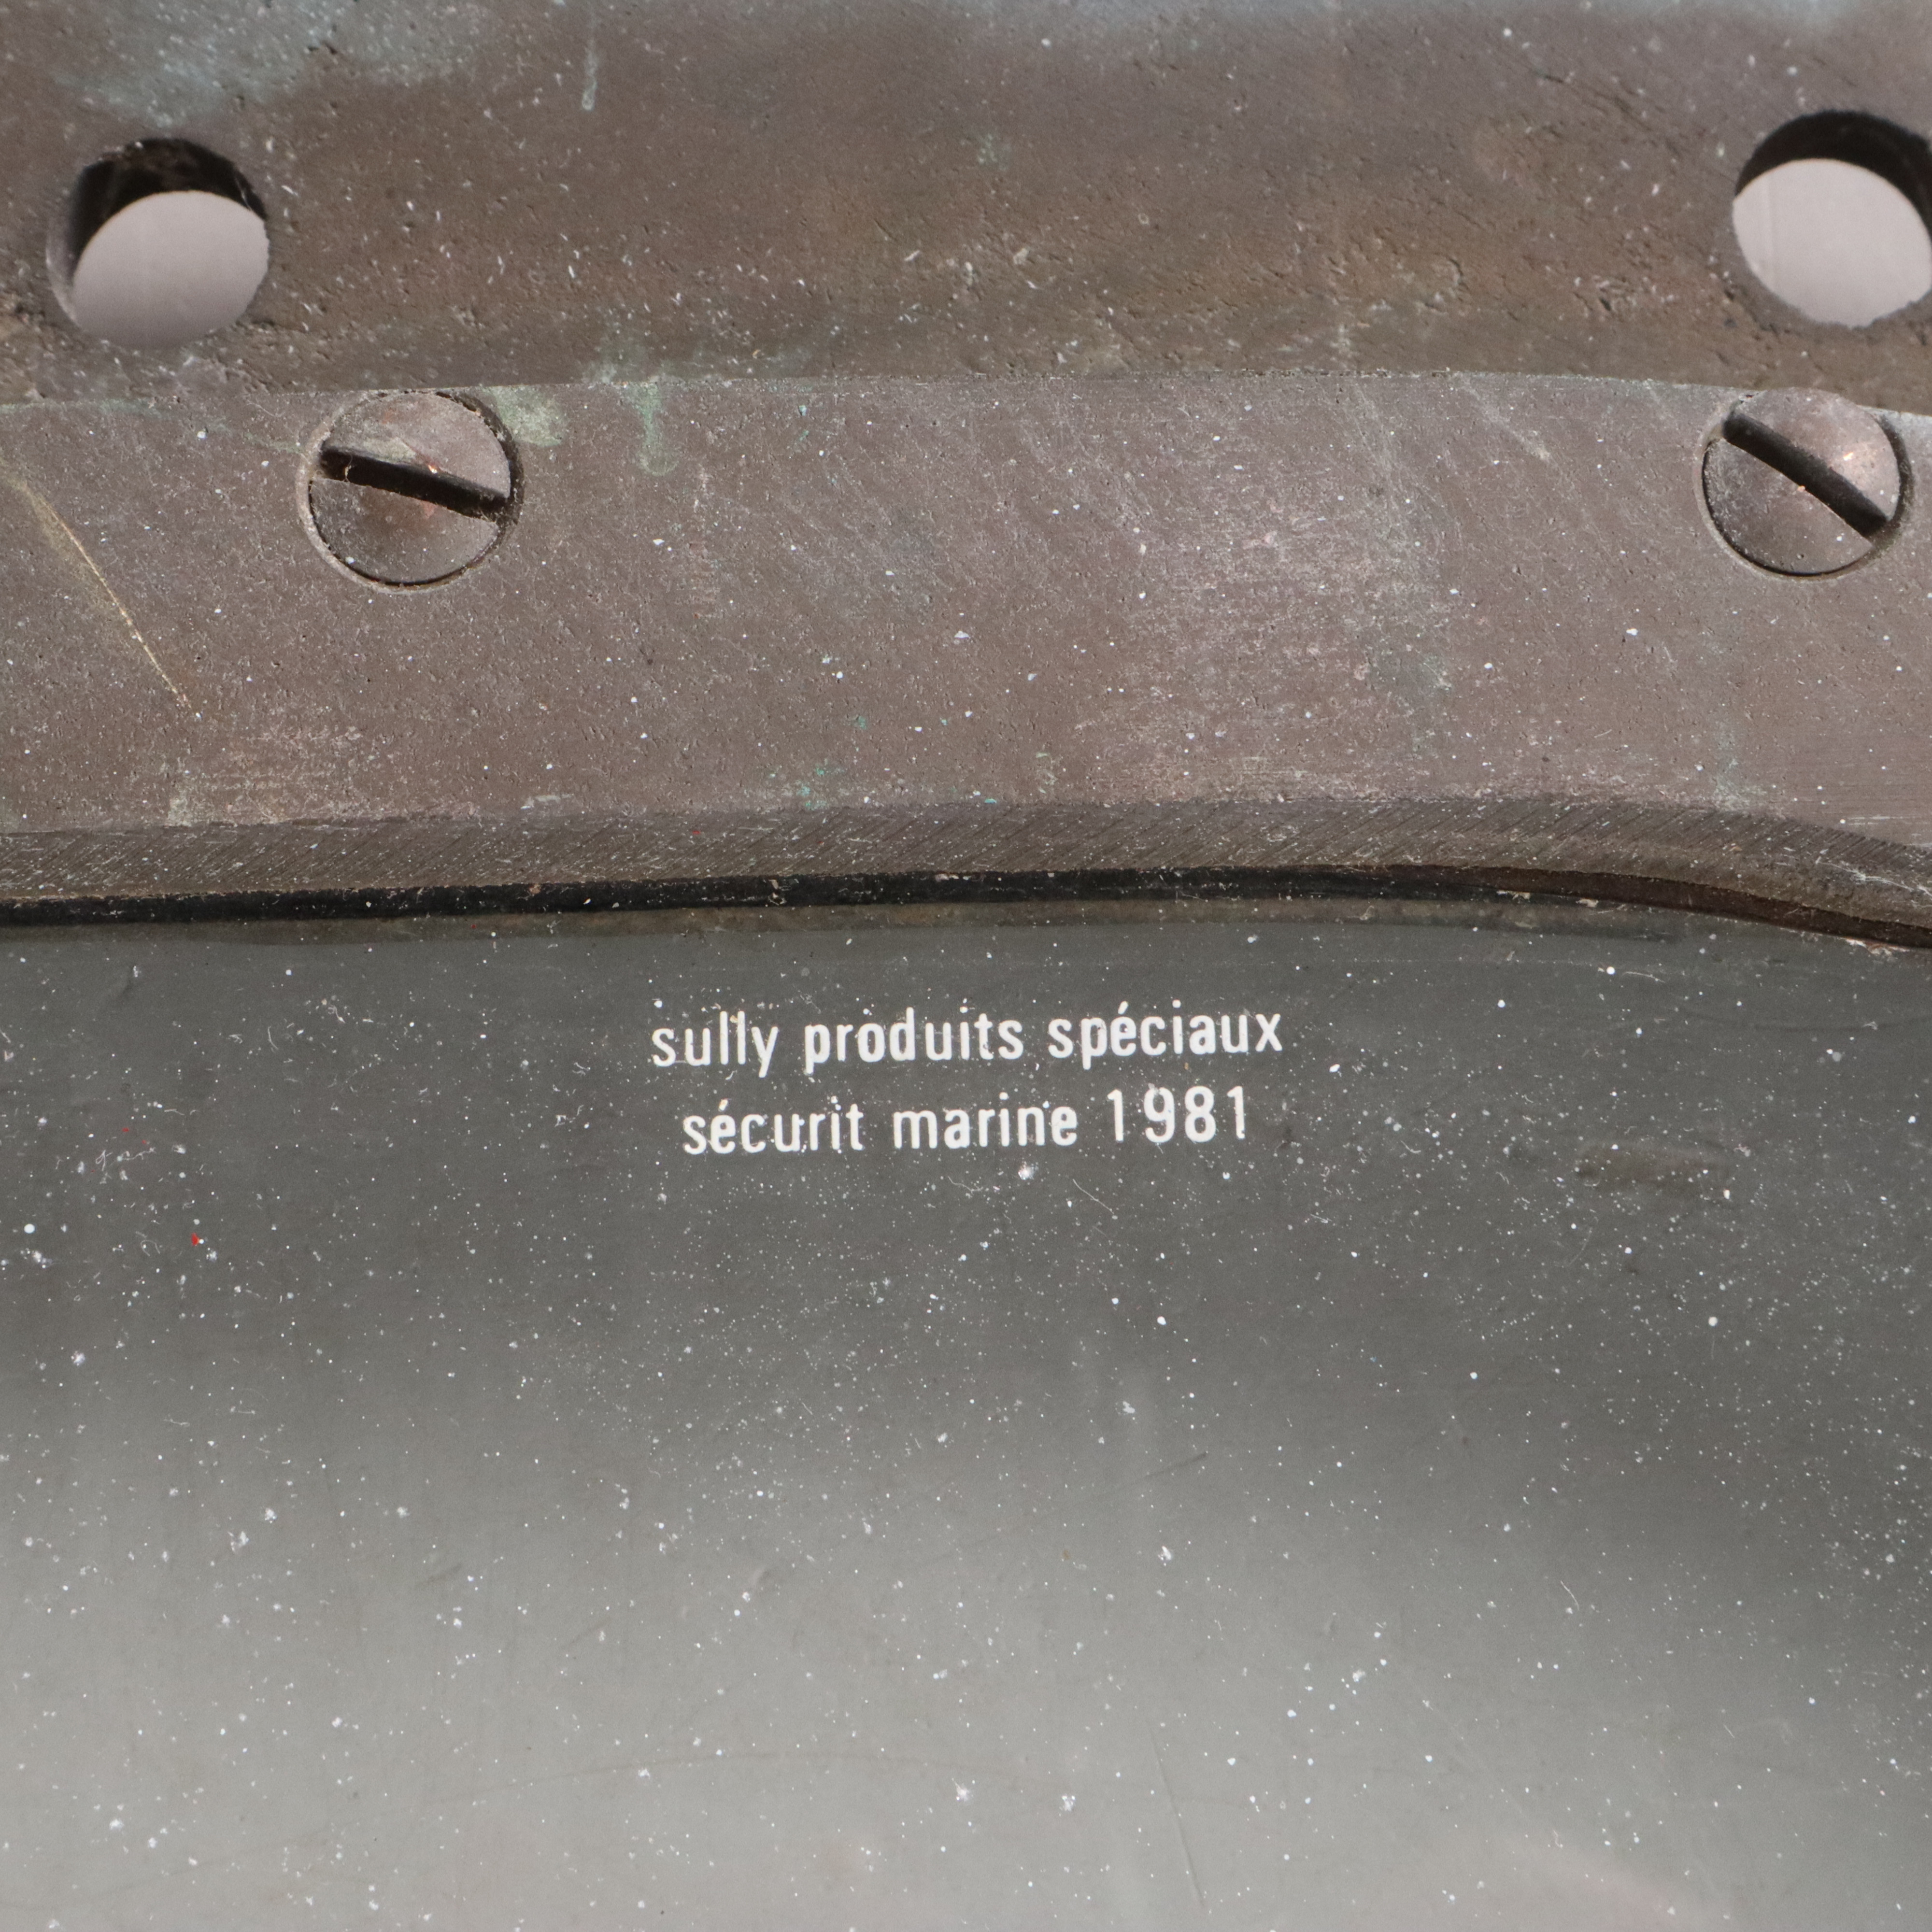 sully produits spéciaux
sécurit marine 1981